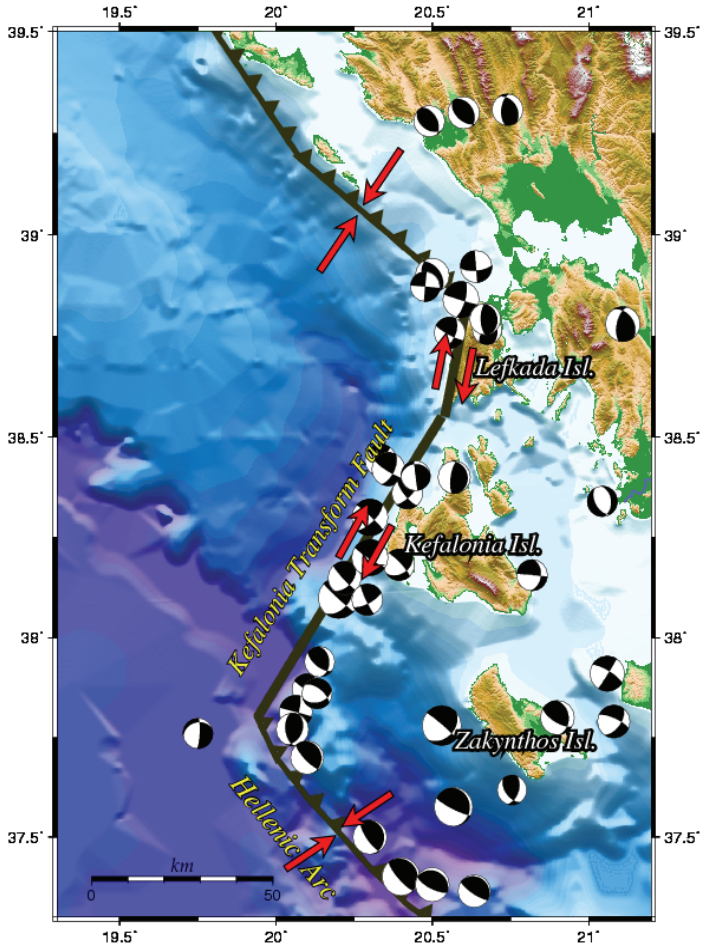 19.5° 20° 20.5° 21°
39.5° 39.5°
39° 39°
Lefkada Isl.
38.5° 38.5°
Kefalonia Transform Fault
Kefalonia Isl.
38° 38°
Zakynthos Isl.
Hellenic Arc
37.5° 37.5°
km
0 50
19.5° 20° 20.5° 21°